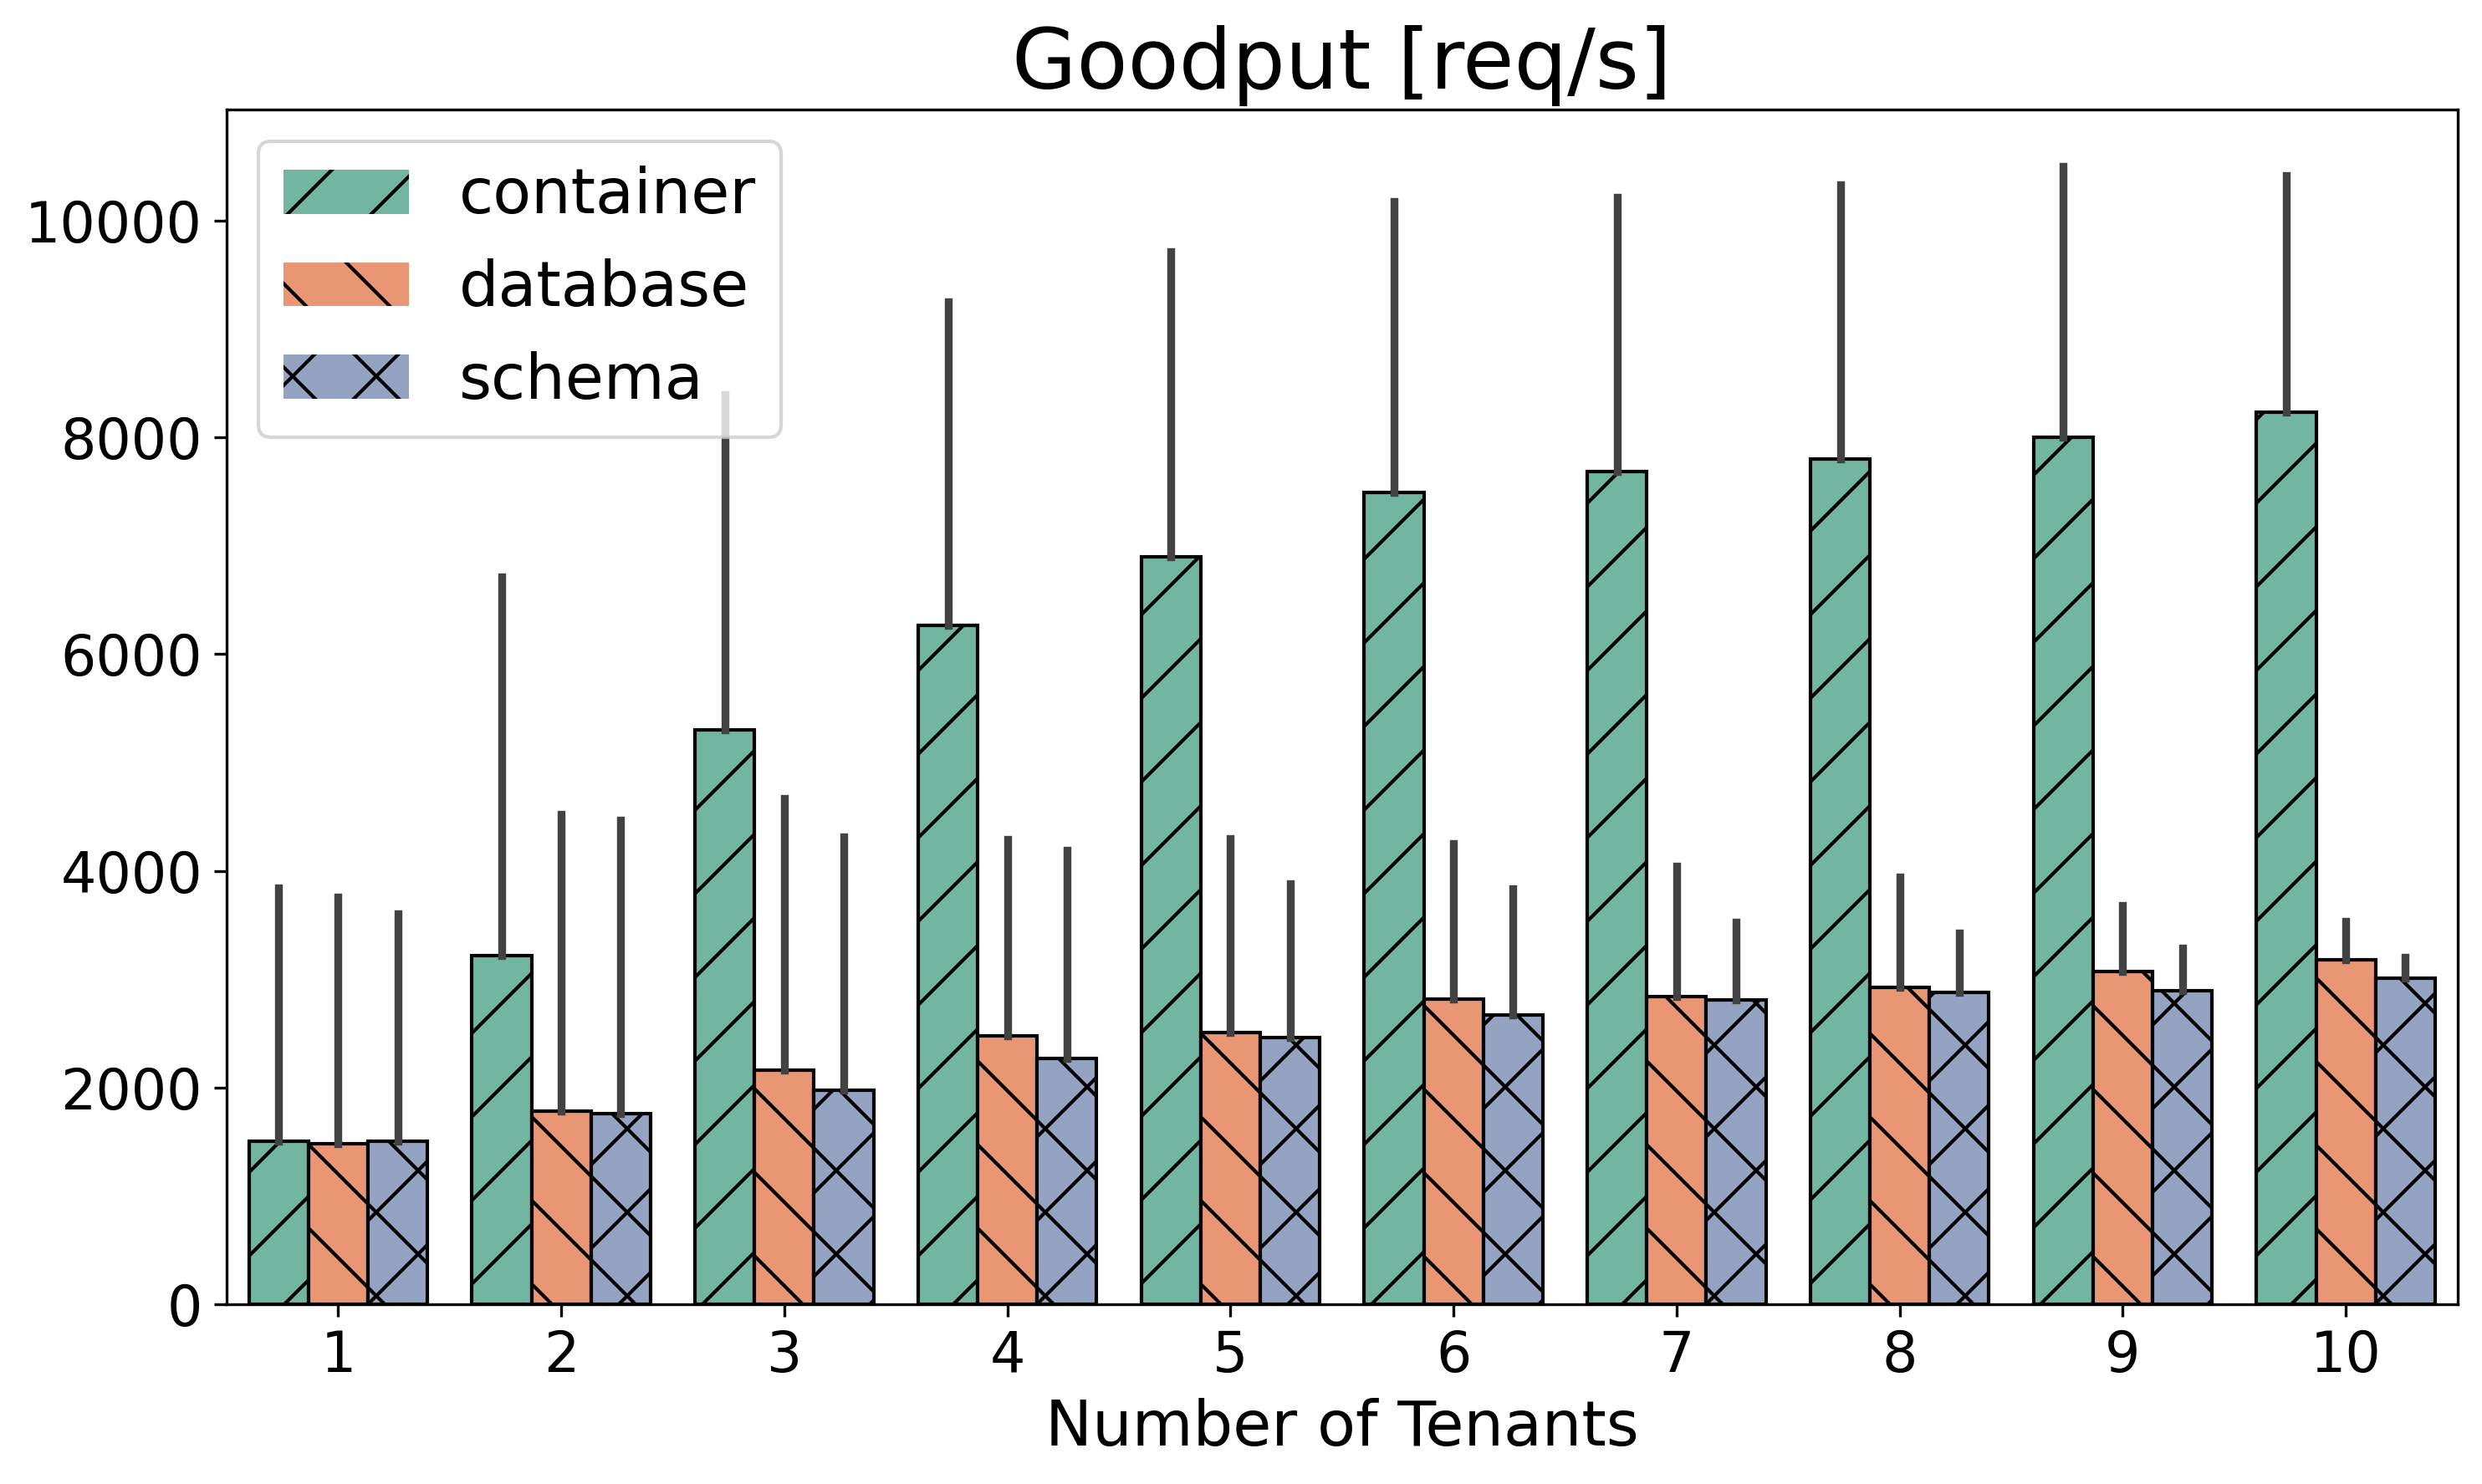 Goodput [req/s]
container
database
schema
10000
8000
6000
4000
2000
0
1 2 3 4 5 6 7 8 9 10
Number of Tenants